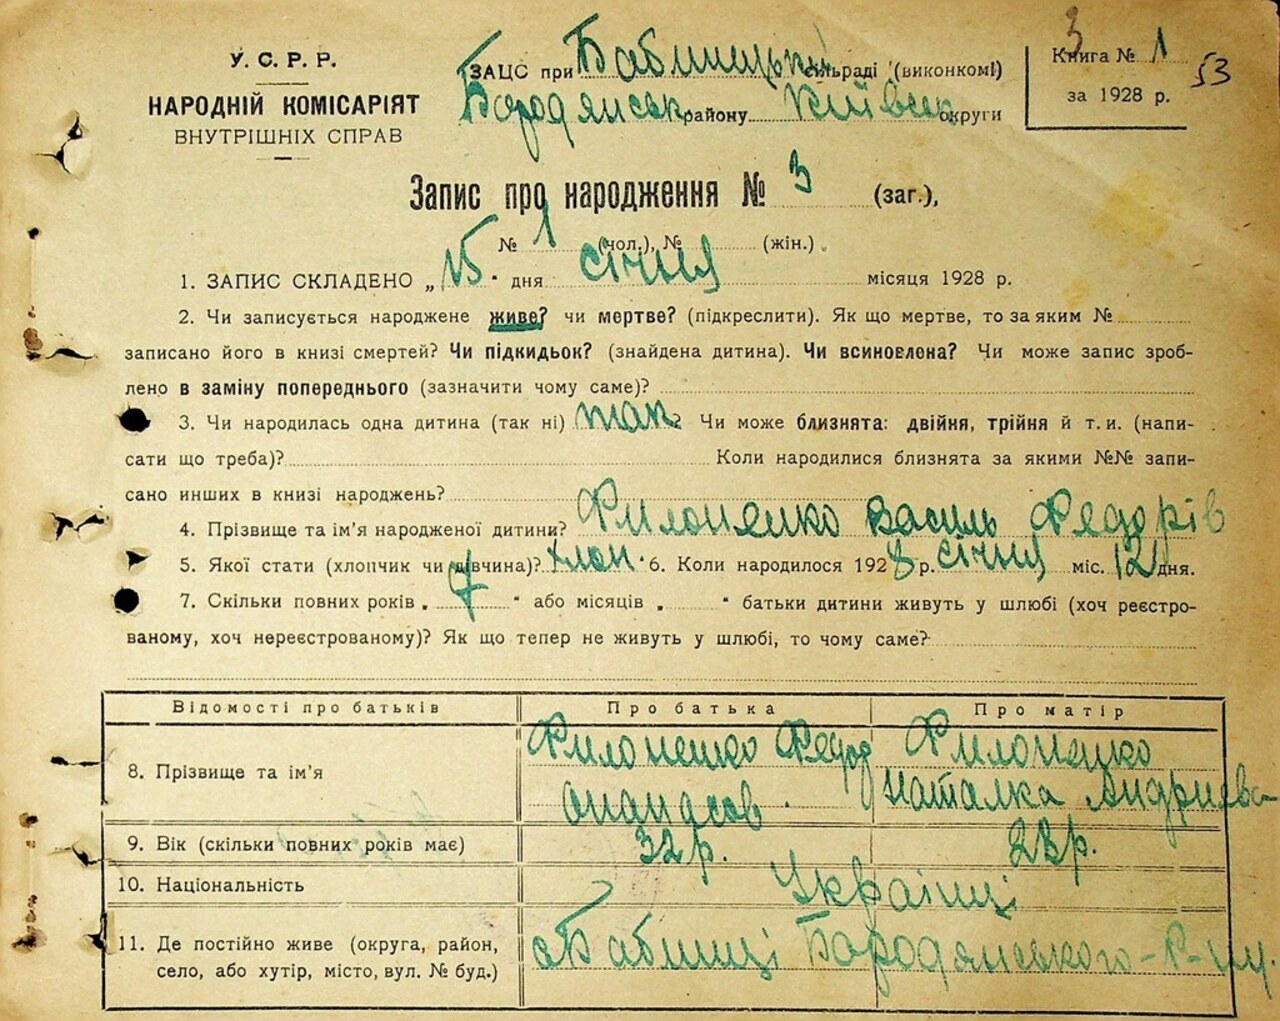 У. С. Р. Р.
НАРОДНІЙ КОМІСАРІЯТ
ВНУТРІШНІХ СПРАВ
ЗАЦС при Бабинецькій сільраді (виконкомі)
Бородянськ району Київськ округи
3
Книга № 1
53
за 1928 р.
Запис про народження № 3 (заг.),
№ 1 (чол.), № (жін.).
1. ЗАПИС СКЛАДЕНО „15" дня січня місяця 1928 р.
2. Чи записується народжене живе? чи мертве? (підкреслити). Як що мертве, то за яким №
записано його в книзі смертей? Чи підкидьок? (знайдена дитина). Чи всиновлена? Чи може запис зроб-
лено в заміну попереднього (зазначити чому саме)?
3. Чи народилась одна дитина (так ні) так? Чи може близнята: двійня, трійня й т. и. (напи-
сати що треба)? Коли народилися близнята за якими №№ запи-
сано инших в книзі народжень?
4. Прізвище та ім'я народженої дитини? Филоненко Василь Федорів
5. Якої стати (хлопчик чи дівчина)? хлоп. 6. Коли народилося 1928 р. січня міс. 12 дня.
7. Скільки повних років „7" або місяців „ " батьки дитини живуть у шлюбі (хоч реєстро-
ваному, хоч нереєстрованому)? Як що тепер не живуть у шлюбі, то чому саме?
Відомості про батьків Про батька Про матір
8. Прізвище та ім'я Филоненко Федор Опанасов Филоненко Наталка Андриєва
9. Вік (скільки повних років має) 32 р. 28 р.
10. Національність Українці
11. Де постійно живе (округа, район,
село, або хутір, місто, вул. № буд.) с Бабинці Бородянського р-ну.